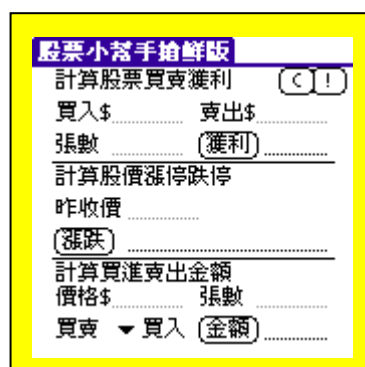 股票小幫手搶鮮版
計算股票買賣獲利 ( C ! )
買入$ 賣出$
張數 (獲利)
計算股價漲停跌停
昨收價
(漲跌)
計算買進賣出金額
價格$ 張數
買賣 ▼ 買入 (金額)